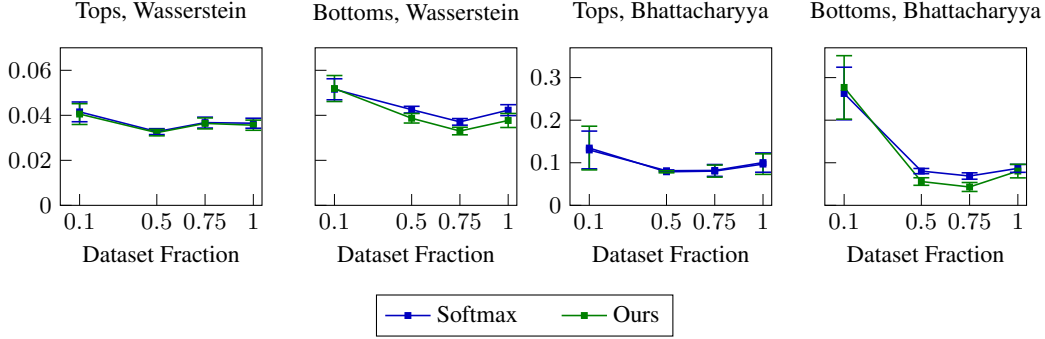 Tops, Wasserstein
Bottoms, Wasserstein
Tops, Bhattacharyya
Bottoms, Bhattacharyya
0.06
0.04
0.02
0
0.3
0.2
0.1
0
0.1 0.5 0.75 1
0.1 0.5 0.75 1
0.1 0.5 0.75 1
0.1 0.5 0.75 1
Dataset Fraction
Dataset Fraction
Dataset Fraction
Dataset Fraction
Softmax
Ours